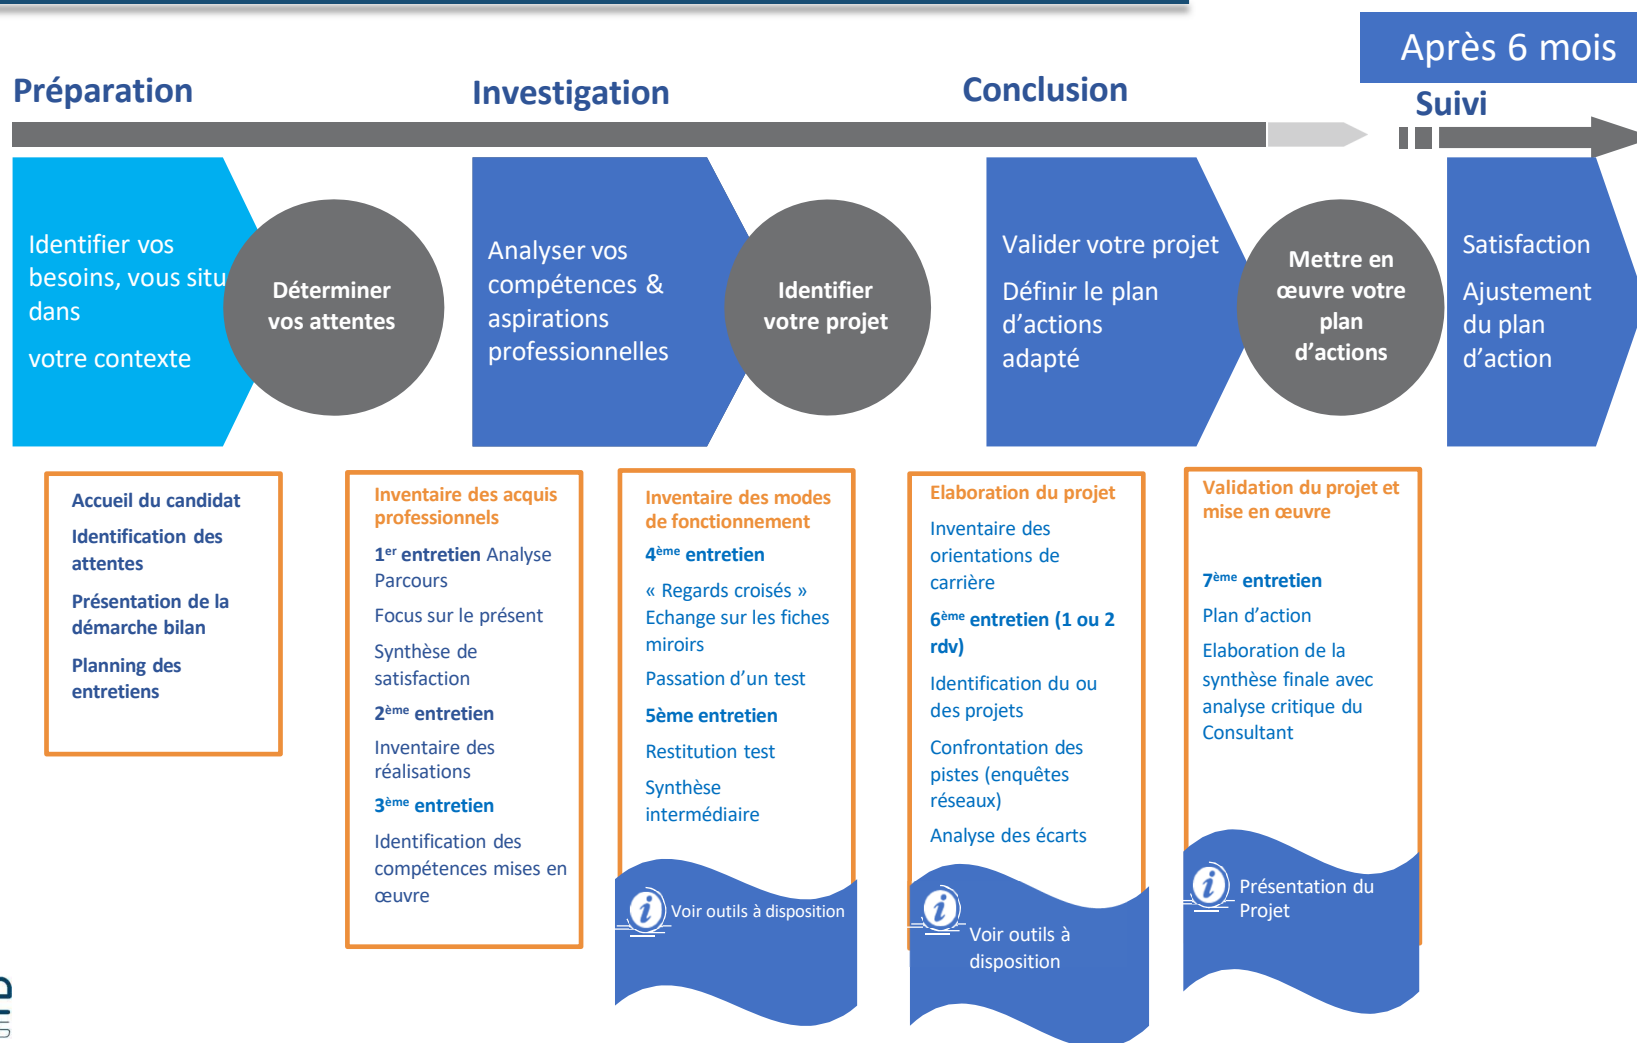 Après 6 mois
Préparation
Investigation
Conclusion
Suivi
Identifier vos
besoins, vous situ
dans
votre contexte
Déterminer
vos attentes
Analyser vos
compétences &
aspirations
professionnelles
Identifier
votre projet
Valider votre projet
Définir le plan
d’actions
adapté
Mettre en
œuvre votre
plan
d’actions
Satisfaction
Ajustement
du plan
d’action
Accueil du candidat
Identification des
attentes
Présentation de la
démarche bilan
Planning des
entretiens
Inventaire des acquis
professionnels
1er entretien Analyse
Parcours
Focus sur le présent
Synthèse de
satisfaction
2ème entretien
Inventaire des
réalisations
3ème entretien
Identification des
compétences mises en
œuvre
Inventaire des modes
de fonctionnement
4ème entretien
« Regards croisés »
Echange sur les fiches
miroirs
Passation d’un test
5ème entretien
Restitution test
Synthèse
intermédiaire
Voir outils à disposition
Elaboration du projet
Inventaire des
orientations de
carrière
6ème entretien (1 ou 2
rdv)
Identification du ou
des projets
Confrontation des
pistes (enquêtes
réseaux)
Analyse des écarts
Voir outils à
disposition
Validation du projet et
mise en œuvre
7ème entretien
Plan d’action
Elaboration de la
synthèse finale avec
analyse critique du
Consultant
Présentation du
Projet